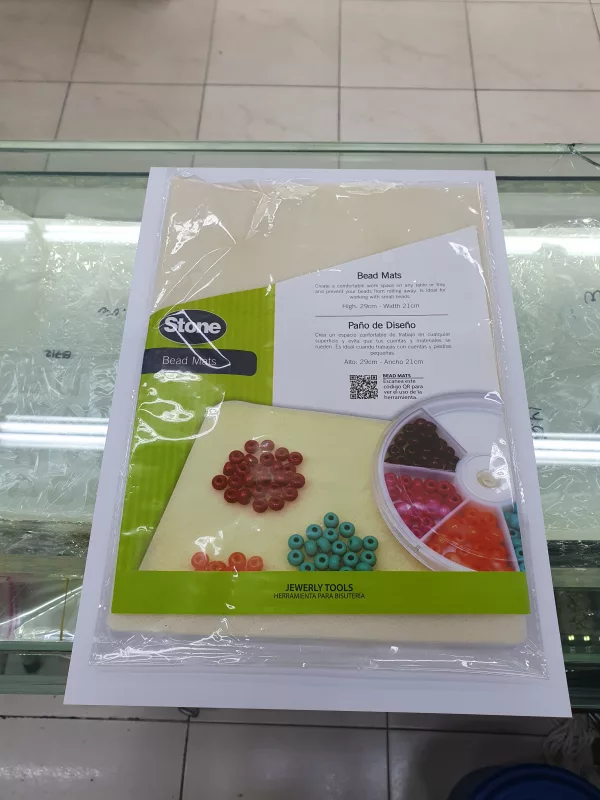 Bead Mats
Create a comfortable work space on any table or tray
and prevent your beads from rolling away. Is ideal for
working with small beads.
High: 29cm - Width 21cm
Paño de Diseño
Crea un espacio confortable de trabajo en cualquier
superficie y evita que tus cuentas y materiales se
rueden. Es ideal cuando trabajas con cuentas y piedras
pequeñas.
Alto: 29cm - Ancho 21cm
Stone
Bead Mats
BEAD MATS
Escanea este
código QR para
ver el uso de la
herramienta.
JEWERLY TOOLS
HERRAMIENTA PARA BISUTERÍA